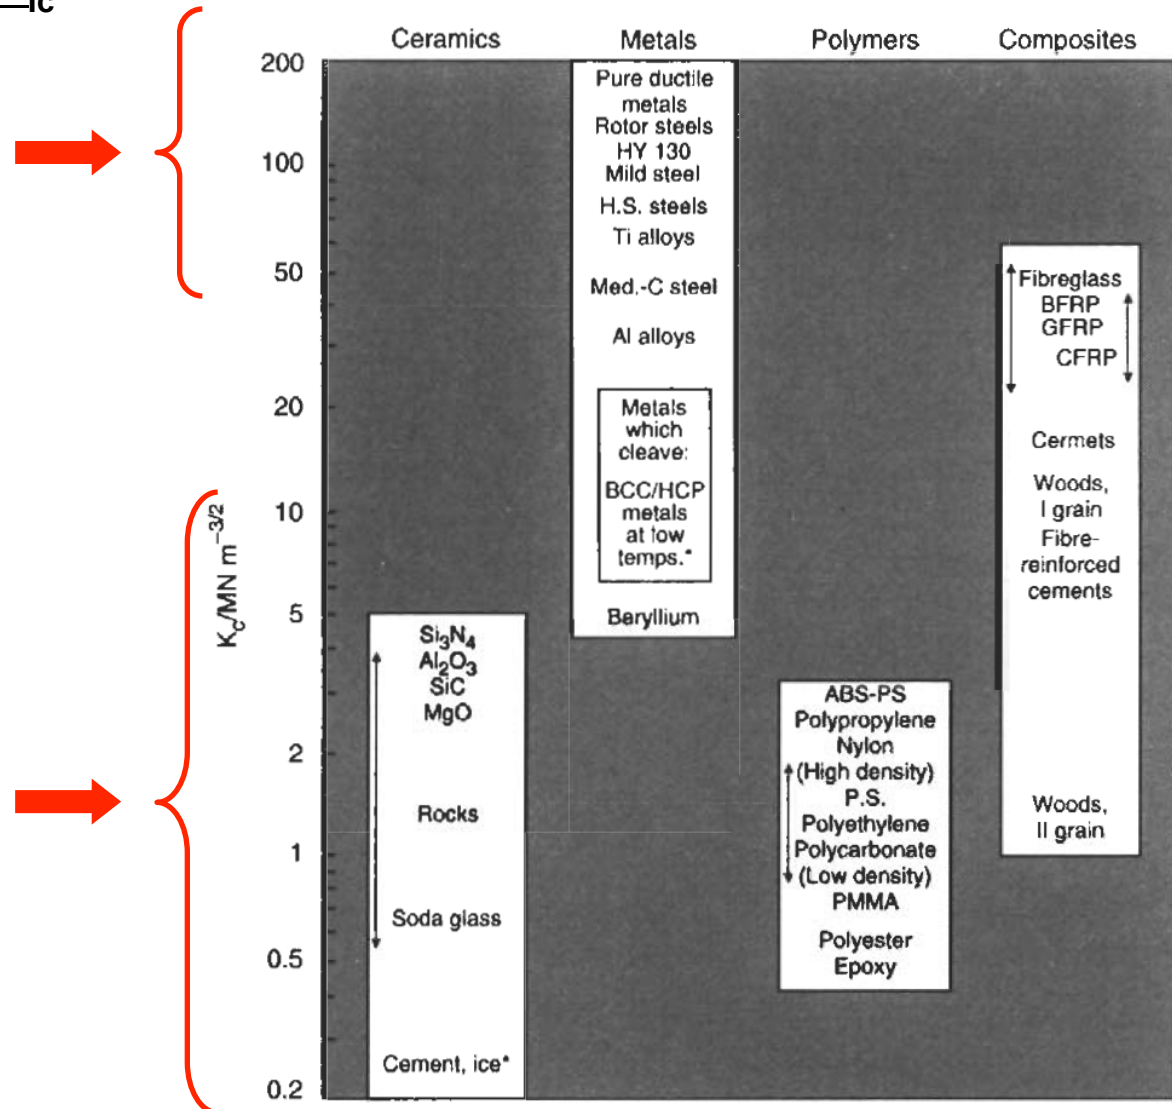 Ic
Ceramics Metals Polymers Composites
200
100
50
20
10
5
2
1
0.5
0.2
Kc/MN m−3/2
Si3N4
Al2O3
SiC
MgO
Rocks
Soda glass
Cement, ice*
Pure ductile
metals
Rotor steels
HY 130
Mild steel
H.S. steels
Ti alloys
Med.-C steel
Al alloys
Metals
which
cleave:
BCC/HCP
metals
at low
temps.*
Beryllium
ABS-PS
Polypropylene
Nylon
(High density)
P.S.
Polyethylene
Polycarbonate
(Low density)
PMMA
Polyester
Epoxy
Fibreglass
BFRP
GFRP
CFRP
Cermets
Woods,
l grain
Fibre-
reinforced
cements
Woods,
II grain